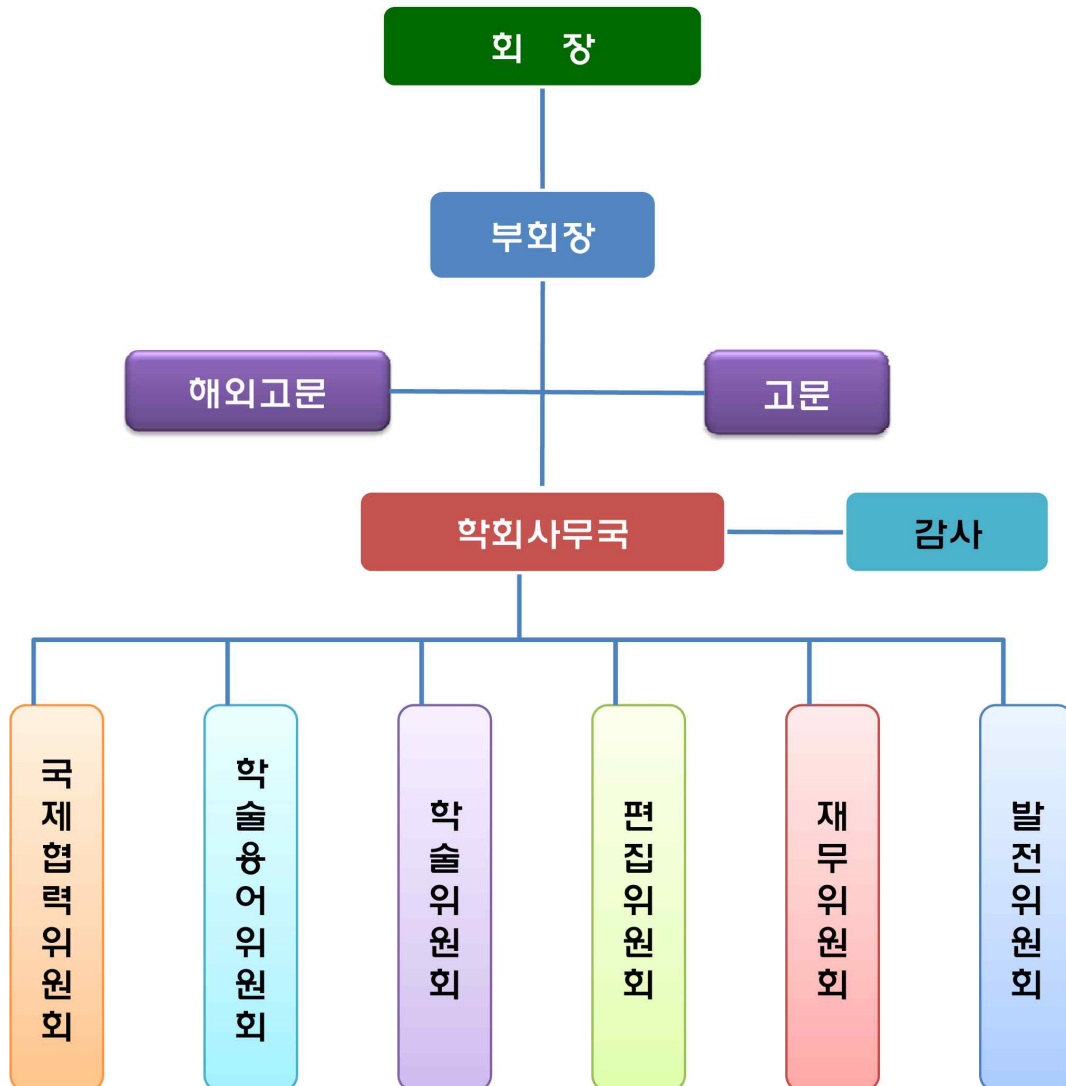 회 장
부회장
해외고문
고문
학회사무국
감사
국제협력위원회
학술용어위원회
학술위원회
편집위원회
재무위원회
발전위원회